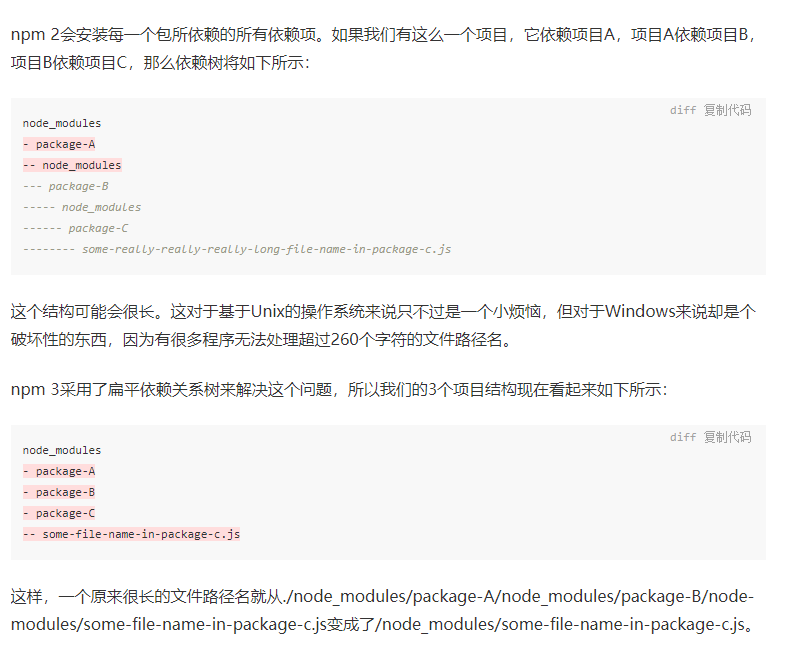 npm 2会安装每一个包所依赖的所有依赖项。如果我们有这么一个项目，它依赖项目A，项目A依赖项目B，
项目B依赖项目C，那么依赖树将如下所示：
diff 复制代码
node_modules
- package-A
-- node_modules
--- package-B
----- node_modules
------ package-C
-------- some-really-really-really-long-file-name-in-package-c.js
这个结构可能会很长。这对于基于Unix的操作系统来说只不过是一个小烦恼，但对于Windows来说却是个
破坏性的东西，因为有很多程序无法处理超过260个字符的文件路径名。
npm 3采用了扁平依赖关系树来解决这个问题，所以我们的3个项目结构现在看起来如下所示：
diff 复制代码
node_modules
- package-A
- package-B
- package-C
-- some-file-name-in-package-c.js
这样，一个原来很长的文件路径名就从./node_modules/package-A/node_modules/package-B/node-
modules/some-file-name-in-package-c.js变成了/node_modules/some-file-name-in-package-c.js。